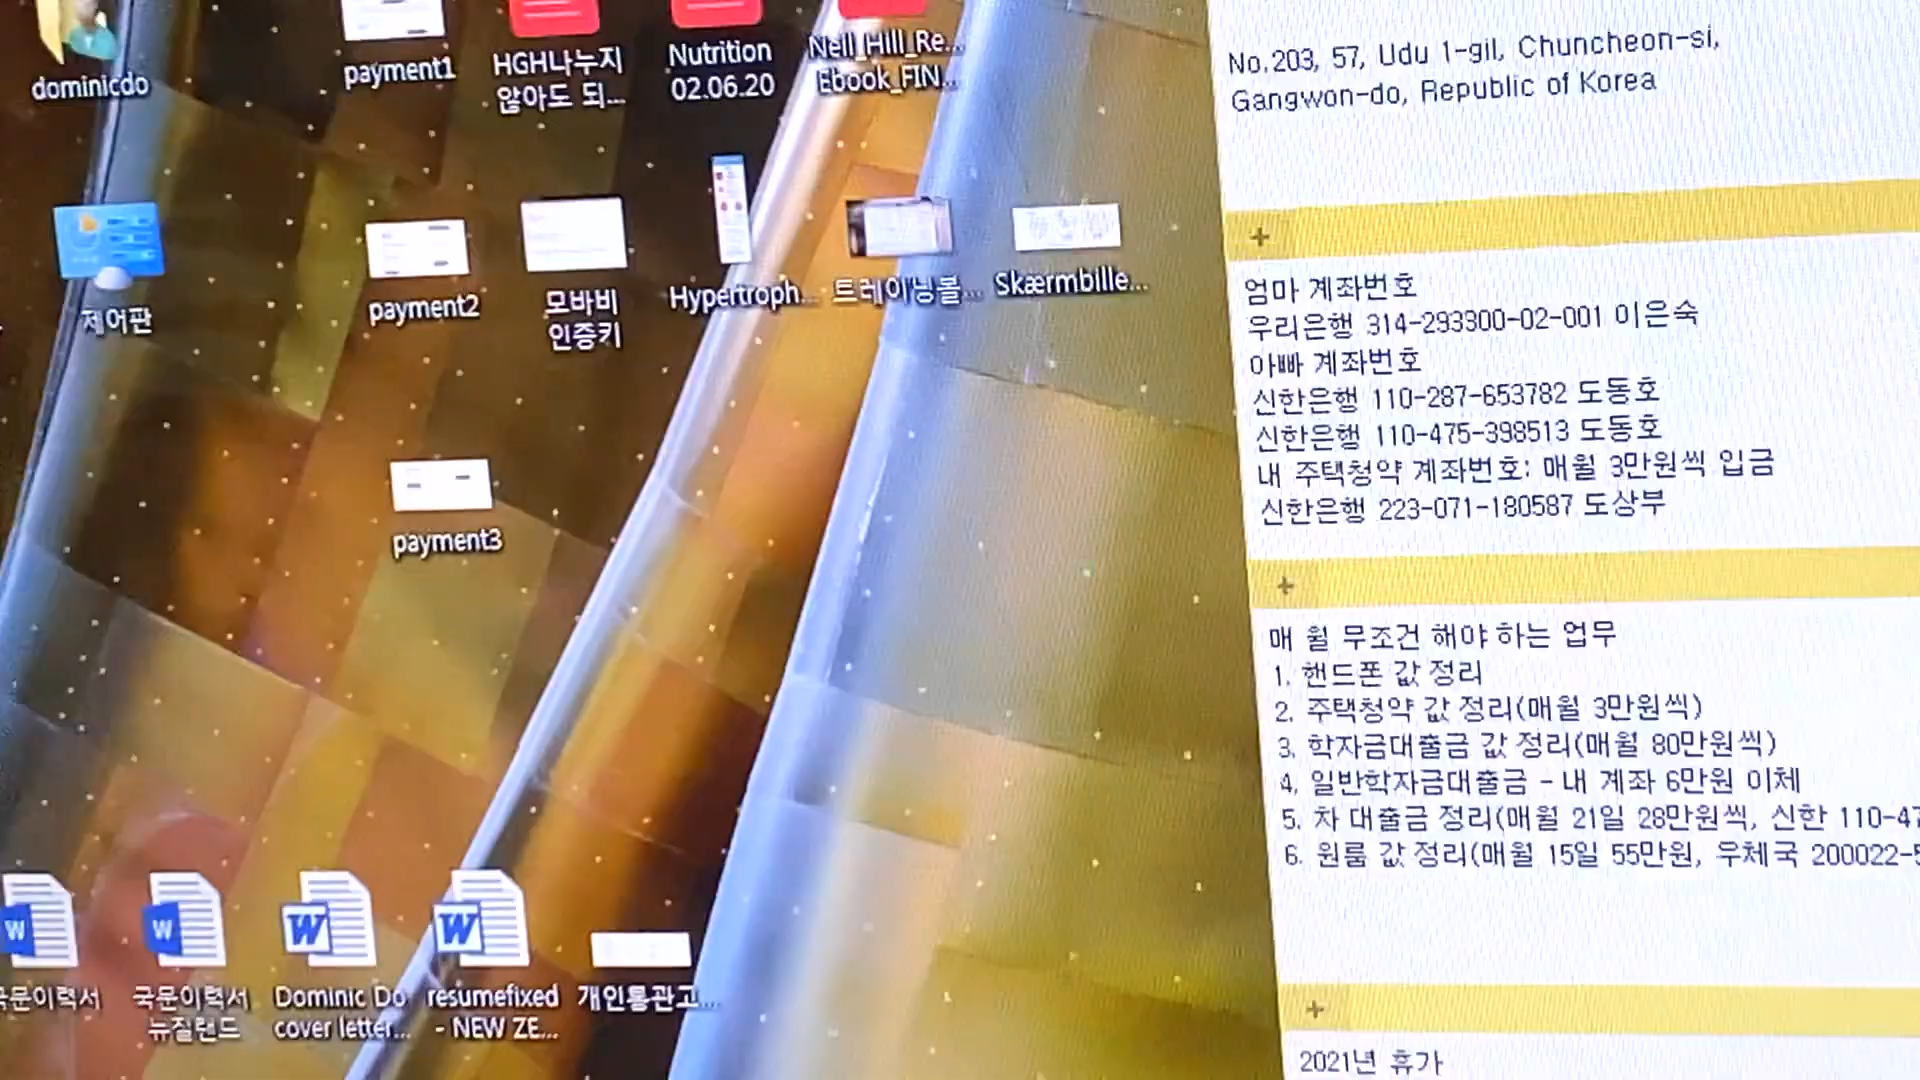 dominicdo
payment1
HGH나누지
않아도 되...
Nutrition
02.06.20
Nell_Hill_Re...
Ebook_FIN...
제어판
payment2
모바비
인증키
Hypertroph...
트레이닝볼...
Skærmbille...
payment3
국문이력서
국문이력서
뉴질랜드
Dominic Do
cover letter...
resumefixed
- NEW ZE...
개인통관고...
No.203, 57, Udu 1-gil, Chuncheon-si,
Gangwon-do, Republic of Korea
+
엄마 계좌번호
우리은행 314-293300-02-001 이은숙
아빠 계좌번호
신한은행 110-287-653782 도동호
신한은행 110-475-398513 도동호
내 주택청약 계좌번호: 매월 3만원씩 입금
신한은행 223-071-180587 도상부
+
매 월 무조건 해야 하는 업무
1. 핸드폰 값 정리
2. 주택청약 값 정리(매월 3만원씩)
3. 학자금대출금 값 정리(매월 80만원씩)
4. 일반학자금대출금 - 내 계좌 6만원 이체
5. 차 대출금 정리(매월 21일 28만원씩, 신한 110-47
6. 원룸 값 정리(매월 15일 55만원, 우체국 200022-5
+
2021년 휴가